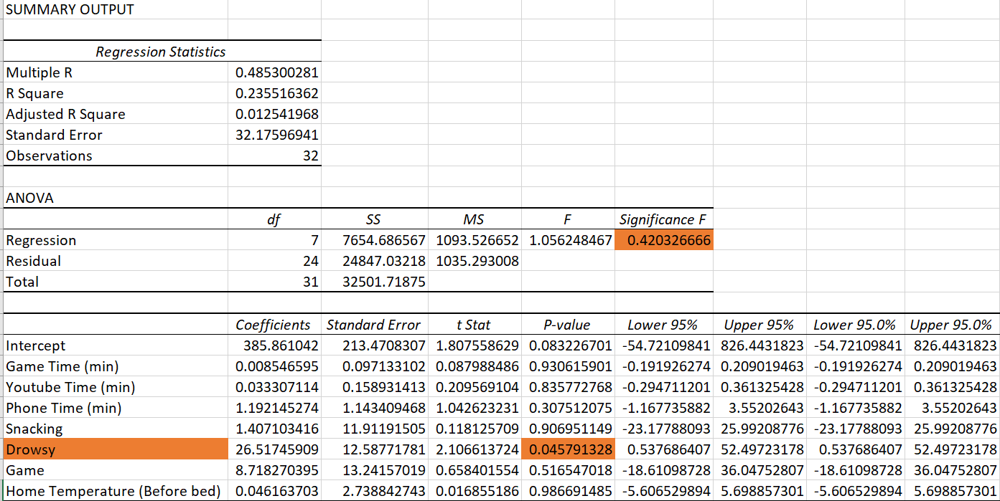 SUMMARY OUTPUT
Regression Statistics
Multiple R 0.485300281
R Square 0.235516362
Adjusted R Square 0.012541968
Standard Error 32.17596941
Observations 32
ANOVA
df SS MS F Significance F
Regression 7 7654.686567 1093.526652 1.056248467 0.420326666
Residual 24 24847.03218 1035.293008
Total 31 32501.71875
Coefficients Standard Error t Stat P-value Lower 95% Upper 95% Lower 95.0% Upper 95.0%
Intercept 385.861042 213.4708307 1.807558629 0.083226701 -54.72109841 826.4431823 -54.72109841 826.4431823
Game Time (min) 0.008546595 0.097133102 0.087988486 0.930615901 -0.191926274 0.209019463 -0.191926274 0.209019463
Youtube Time (min) 0.033307114 0.158931413 0.209569104 0.835772768 -0.294711201 0.361325428 -0.294711201 0.361325428
Phone Time (min) 1.192145274 1.143409468 1.042623231 0.307512075 -1.167735882 3.55202643 -1.167735882 3.55202643
Snacking 1.407103416 11.91191505 0.118125709 0.906951149 -23.17788093 25.99208776 -23.17788093 25.99208776
Drowsy 26.51745909 12.58771781 2.106613724 0.045791328 0.537686407 52.49723178 0.537686407 52.49723178
Game 8.718270395 13.24157019 0.658401554 0.516547018 -18.61098728 36.04752807 -18.61098728 36.04752807
Home Temperature (Before bed) 0.046163703 2.738842743 0.016855186 0.986691485 -5.606529894 5.698857301 -5.606529894 5.698857301